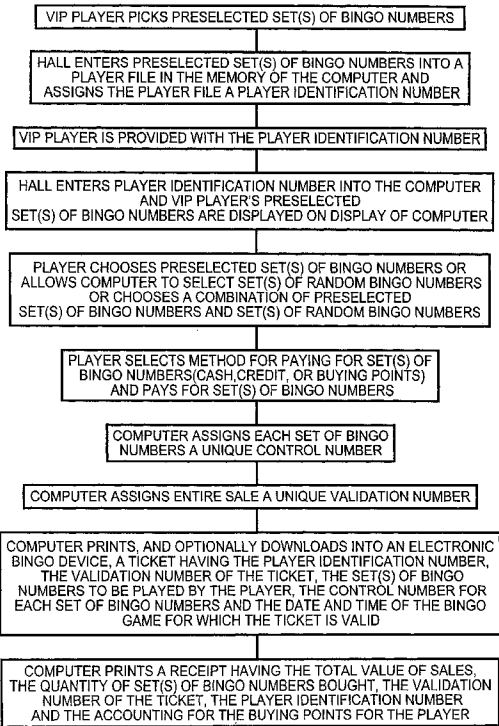 VIP PLAYER PICKS PRESELECTED SET(S) OF BINGO NUMBERS
HALL ENTERS PRESELECTED SET(S) OF BINGO NUMBERS INTO A
PLAYER FILE IN THE MEMORY OF THE COMPUTER AND
ASSIGNS THE PLAYER FILE A PLAYER IDENTIFICATION NUMBER
VIP PLAYER IS PROVIDED WITH THE PLAYER IDENTIFICATION NUMBER
HALL ENTERS PLAYER IDENTIFICATION NUMBER INTO THE COMPUTER
AND VIP PLAYER'S PRESELECTED
SET(S) OF BINGO NUMBERS ARE DISPLAYED ON DISPLAY OF COMPUTER
PLAYER CHOOSES PRESELECTED SET(S) OF BINGO NUMBERS OR
ALLOWS COMPUTER TO SELECT SET(S) OF RANDOM BINGO NUMBERS
OR CHOOSES A COMBINATION OF PRESELECTED
SET(S) OF BINGO NUMBERS AND SET(S) OF RANDOM BINGO NUMBERS
PLAYER SELECTS METHOD FOR PAYING FOR SET(S) OF
BINGO NUMBERS(CASH,CREDIT, OR BUYING POINTS)
AND PAYS FOR SET(S) OF BINGO NUMBERS
COMPUTER ASSIGNS EACH SET OF BINGO
NUMBERS A UNIQUE CONTROL NUMBER
COMPUTER ASSIGNS ENTIRE SALE A UNIQUE VALIDATION NUMBER
COMPUTER PRINTS, AND OPTIONALLY DOWNLOADS INTO AN ELECTRONIC
BINGO DEVICE, A TICKET HAVING THE PLAYER IDENTIFICATION NUMBER,
THE VALIDATION NUMBER OF THE TICKET, THE SET(S) OF BINGO
NUMBERS TO BE PLAYED BY THE PLAYER, THE CONTROL NUMBER FOR
EACH SET OF BINGO NUMBERS AND THE DATE AND TIME OF THE BINGO
GAME FOR WHICH THE TICKET IS VALID
COMPUTER PRINTS A RECEIPT HAVING THE TOTAL VALUE OF SALES,
THE QUANTITY OF SET(S) OF BINGO NUMBERS BOUGHT, THE VALIDATION
NUMBER OF THE TICKET, THE PLAYER IDENTIFICATION NUMBER
AND THE ACCOUNTING FOR THE BUYING POINTS FOR THE PLAYER